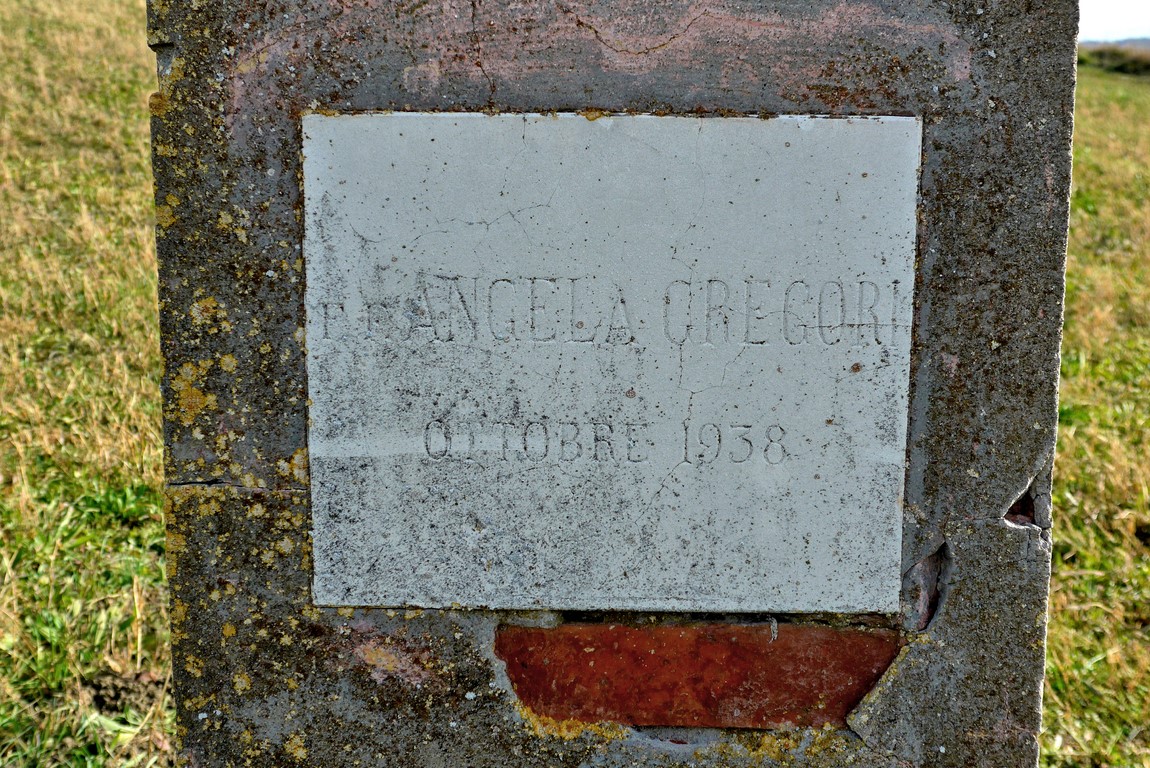 F.F. ANGELA GREGORI
OTTOBRE 1938